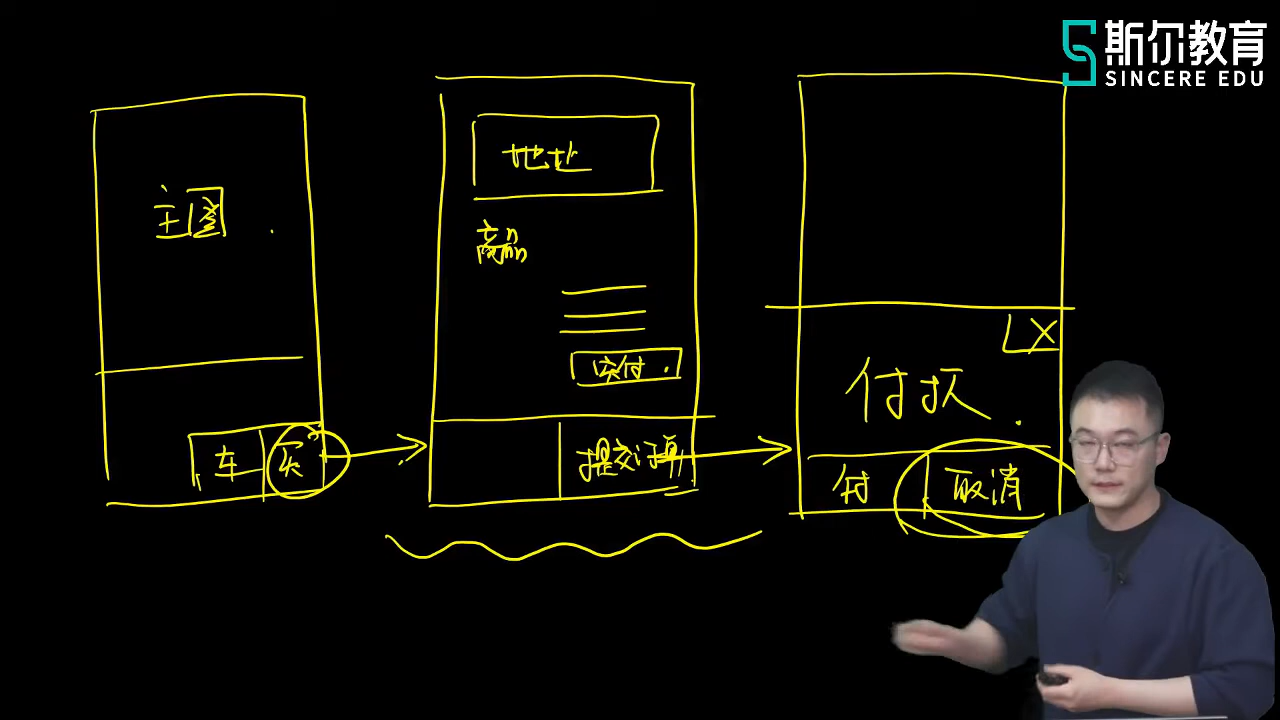 斯尔教育
SINCERE EDU
主图
车 买
地址
商品
实付
提交订单
X
付款
付 取消